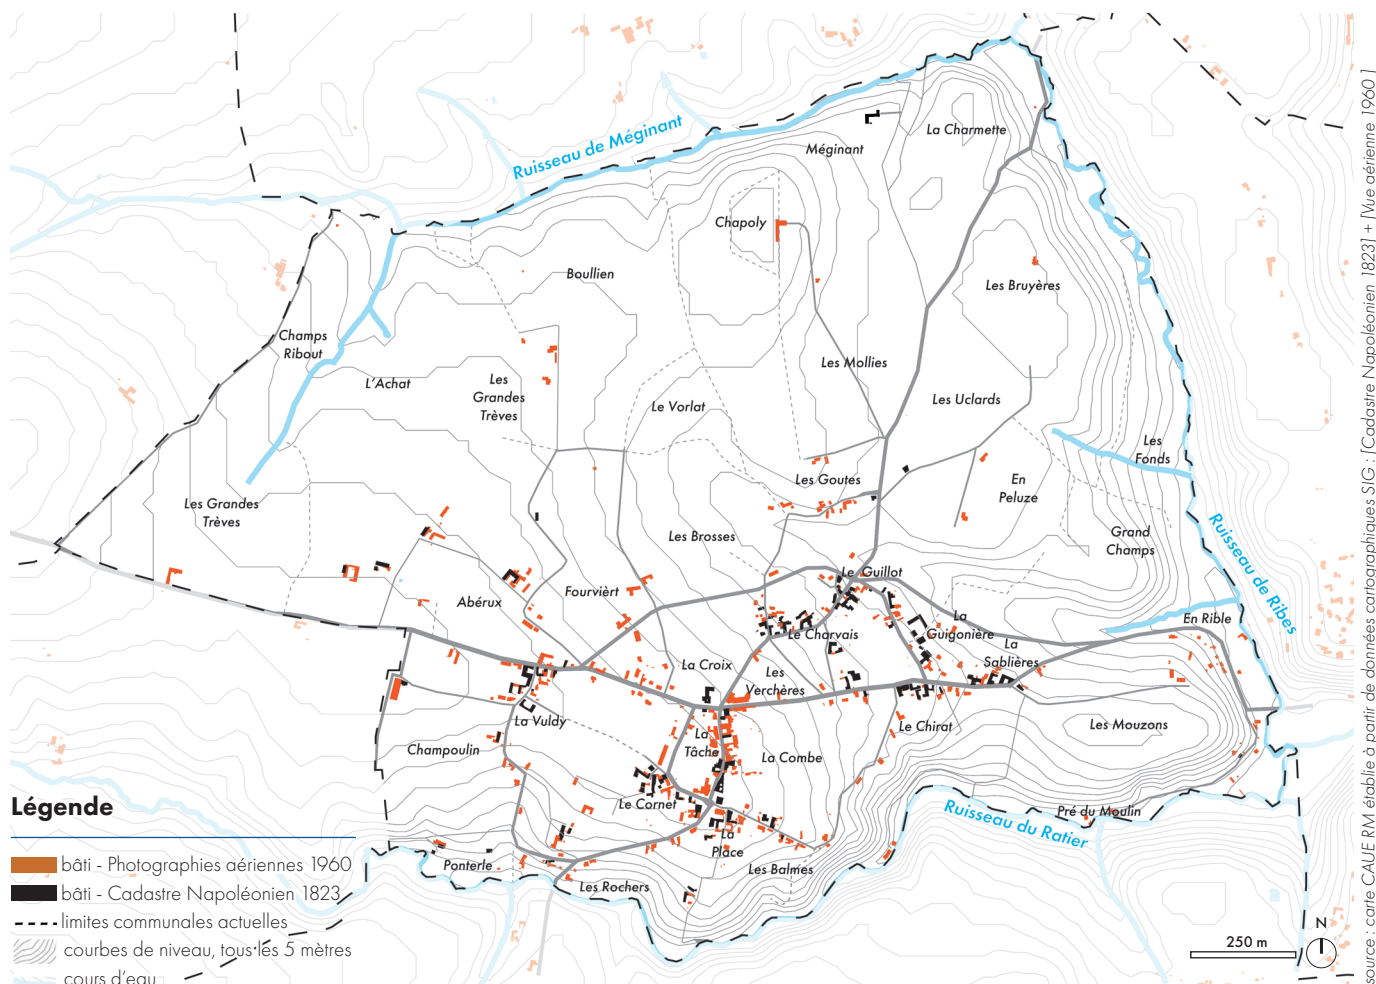 Ruisseau de Méginant
La Charmette
Méginant
Chapoly
Boullien
Les Bruyères
Champs
Ribout
L'Achat
Les
Grandes
Trèves
Les Mollies
Le Vorlat
Les Uclards
Les
Fonds
Les Grandes
Trèves
Les Goutes
En
Peluze
Les Brosses
Grand
Champs
Ruisseau de Ribes
Abérux
Fourvièrt
Le Guillot
Le Charvais
La
Guigonière
En Rible
La
Sablières
La Croix
Les
Verchères
La Vuldy
Champoulin
La
Tâche
La Combe
Le Chirat
Les Mouzons
Le Cornet
La
Place
Ruisseau du Ratier
Pré du Moulin
Ponterle
Les Rochers
Les Balmes
Légende
bâti - Photographies aériennes 1960
bâti - Cadastre Napoléonien 1823
limites communales actuelles
courbes de niveau, tous les 5 mètres
cours d'eau
250 m
N
source : carte CAUE RM établie à partir de données cartographiques SIG : [Cadastre Napoléonien 1823] + [Vue aérienne 1960 ]